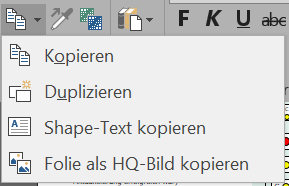 F K U abc
Kopieren
Duplizieren
Shape-Text kopieren
Folie als HQ-Bild kopieren